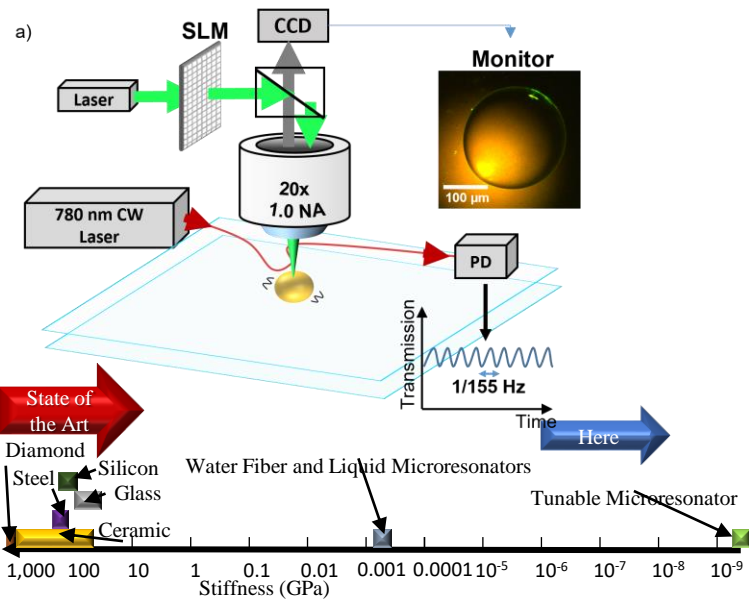 a)
SLM
CCD
Monitor
Laser
100 µm
20x
1.0 NA
780 nm CW
Laser
PD
Transmission
1/155 Hz
Time
State of
the Art
Here
Diamond
Silicon
Steel
Glass
Ceramic
Water Fiber and Liquid Microresonators
Tunable Microresonator
1,000 100 10 1 0.1 0.01 0.001 0.0001 10-5 10-6 10-7 10-8 10-9
Stiffness (GPa)